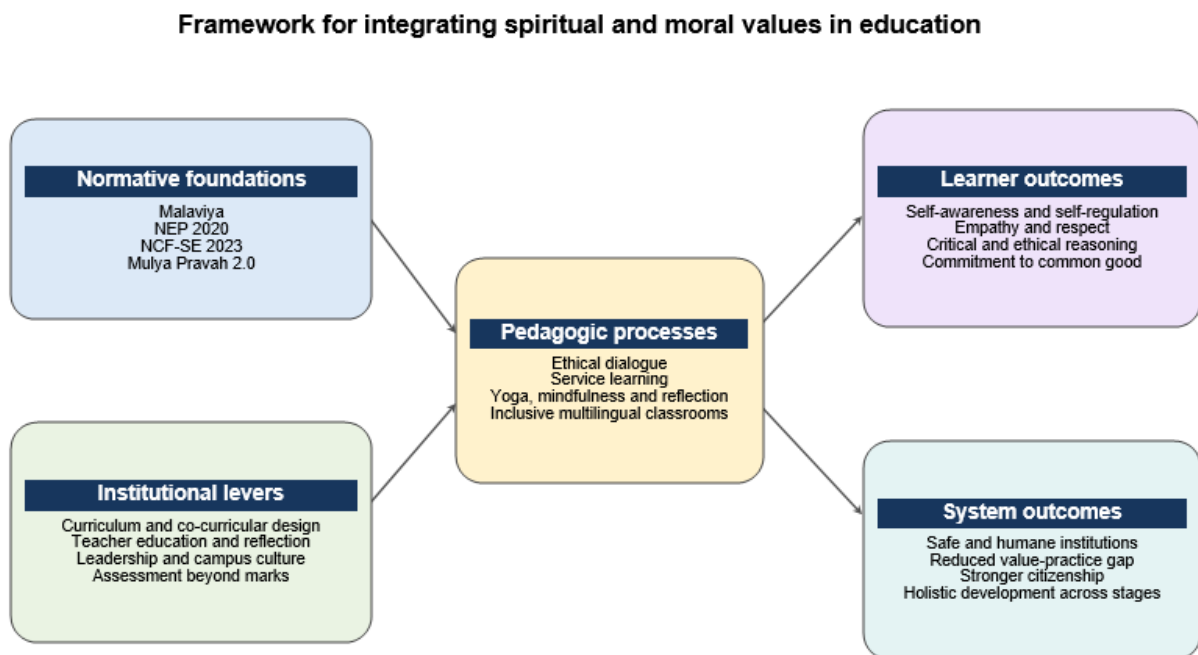 Framework for integrating spiritual and moral values in education
Normative foundations
Malaviya
NEP 2020
NCF-SE 2023
Mulya Pravah 2.0
Institutional levers
Curriculum and co-curricular design
Teacher education and reflection
Leadership and campus culture
Assessment beyond marks
Pedagogic processes
Ethical dialogue
Service learning
Yoga, mindfulness and reflection
Inclusive multilingual classrooms
Learner outcomes
Self-awareness and self-regulation
Empathy and respect
Critical and ethical reasoning
Commitment to common good
System outcomes
Safe and humane institutions
Reduced value-practice gap
Stronger citizenship
Holistic development across stages